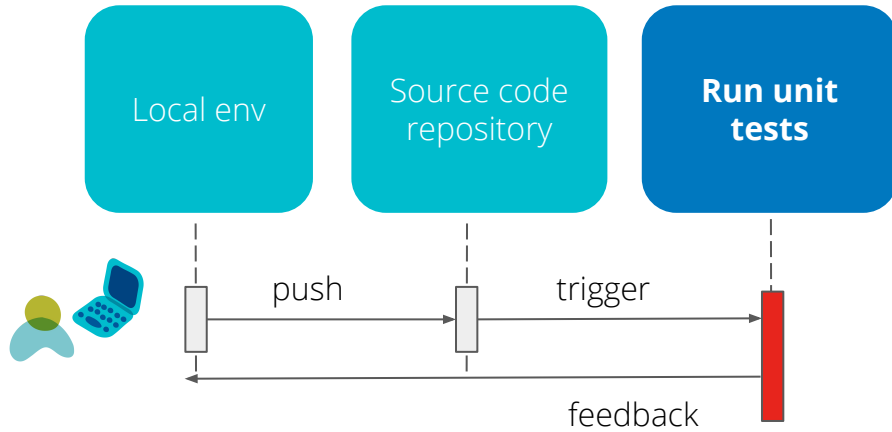 Local env
Source code
repository
Run unit
tests
push
trigger
feedback